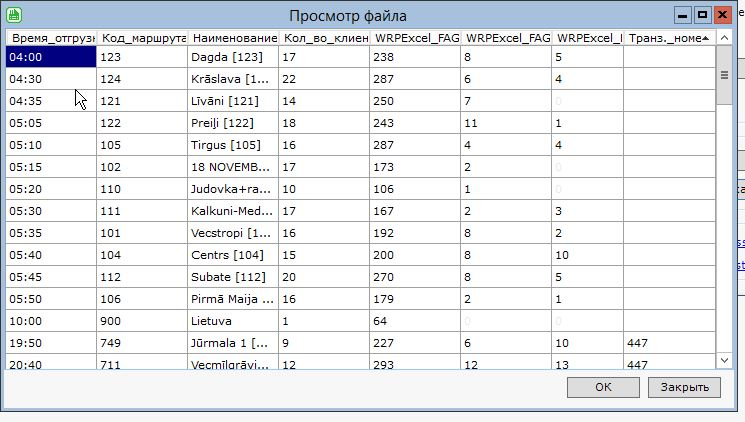 Просмотр файла
Время_отгрузк Код_маршрута Наименование Кол_во_клиен WRPExcel_FAG WRPExcel_FAG WRPExcel_I Транз._номе
04:00 123 Dagda [123] 17 238 8 5
04:30 124 Krāslava [1... 22 287 6 4
04:35 121 Līvāni [121] 14 250 7 0
05:05 122 Preiļi [122] 18 243 11 1
05:10 105 Tirgus [105] 16 287 4 4
05:15 102 18 NOVEMB... 17 173 2 0
05:20 110 Judovka+ra... 10 106 1 0
05:30 111 Kalkuni-Med... 17 167 2 3
05:35 101 Vecstropi [1... 16 192 8 2
05:40 104 Centrs [104] 15 200 8 10
05:45 112 Subate [112] 20 270 8 5
05:50 106 Pirmā Maija ... 16 179 2 1
10:00 900 Lietuva 1 64 0 0
19:50 749 Jūrmala 1 [... 9 227 6 10 447
20:40 711 Vecmīlgrāvi... 12 293 12 13 447
ОК Закрыть